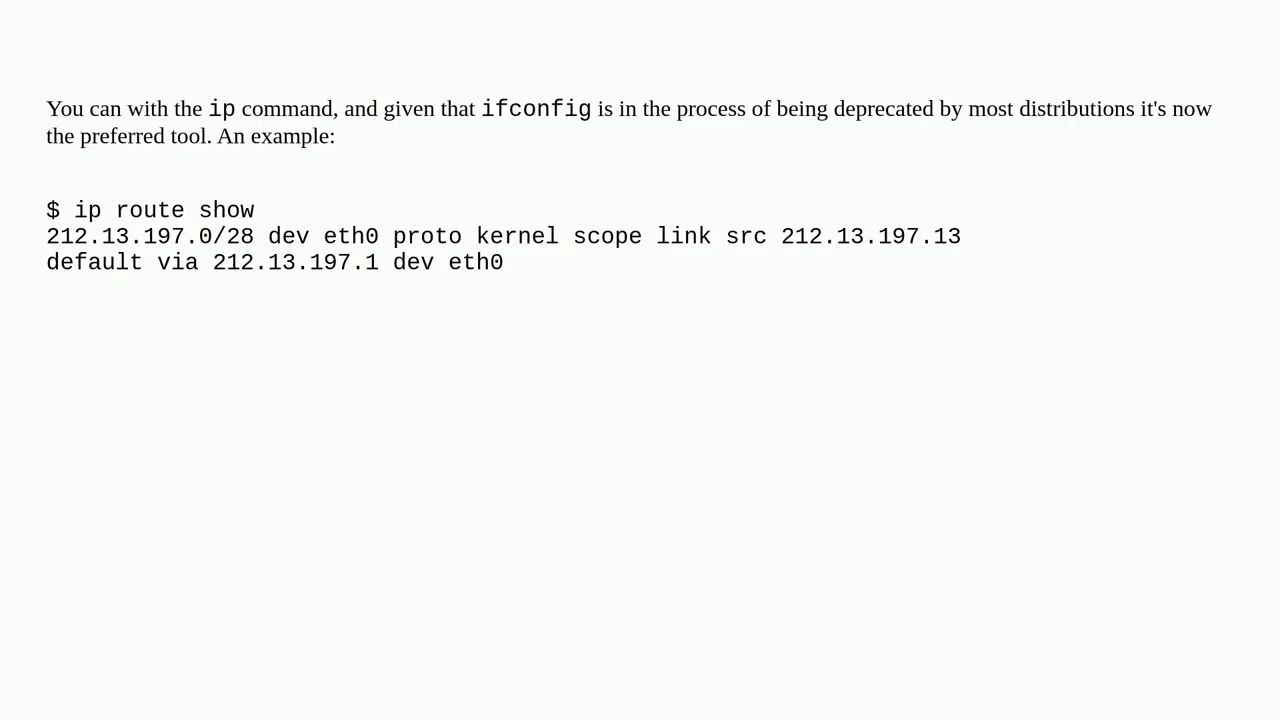 You can with the ip command, and given that ifconfig is in the process of being deprecated by most distributions it's now
the preferred tool. An example:
$ ip route show
212.13.197.0/28 dev eth0 proto kernel scope link src 212.13.197.13
default via 212.13.197.1 dev eth0